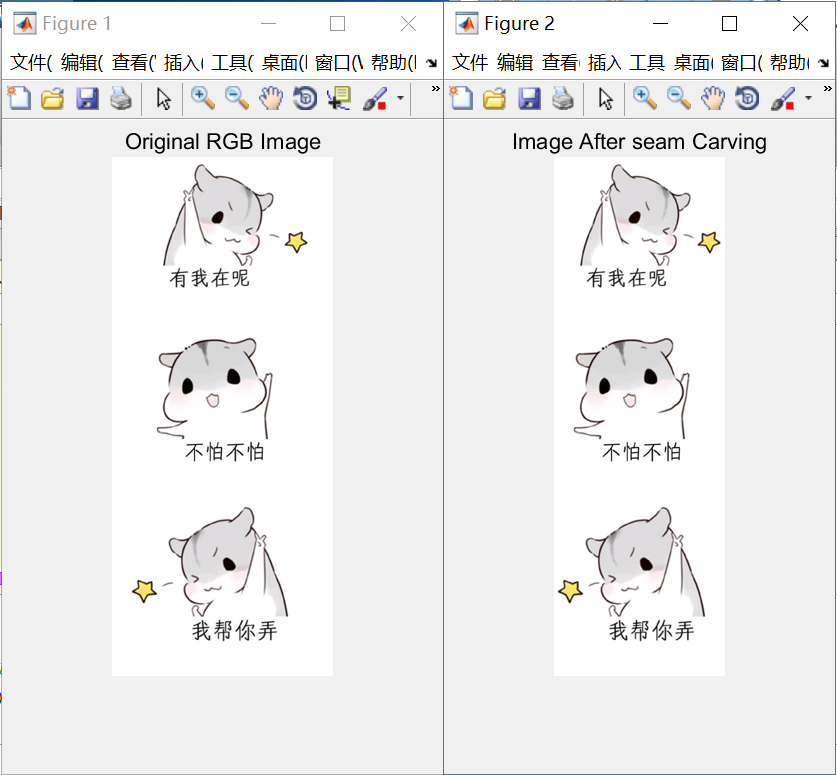 Figure 1
文件( 编辑( 查看(' 插入( 工具( 桌面(I 窗口(\ 帮助(I
Original RGB Image
有我在呢
不怕不怕
我帮你弄
Figure 2
文件 编辑 查看( 插入 工具 桌面( 窗口( 帮助(
Image After seam Carving
有我在呢
不怕不怕
我帮你弄